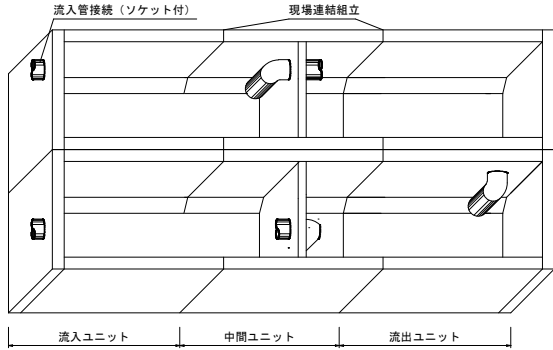 流入管接続（ソケット付）
現場連結組立
流入ユニット
中間ユニット
流出ユニット